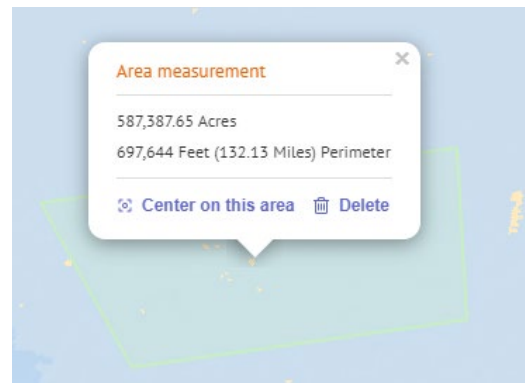 Area measurement
587,387.65 Acres
697,644 Feet (132.13 Miles) Perimeter
Center on this area Delete